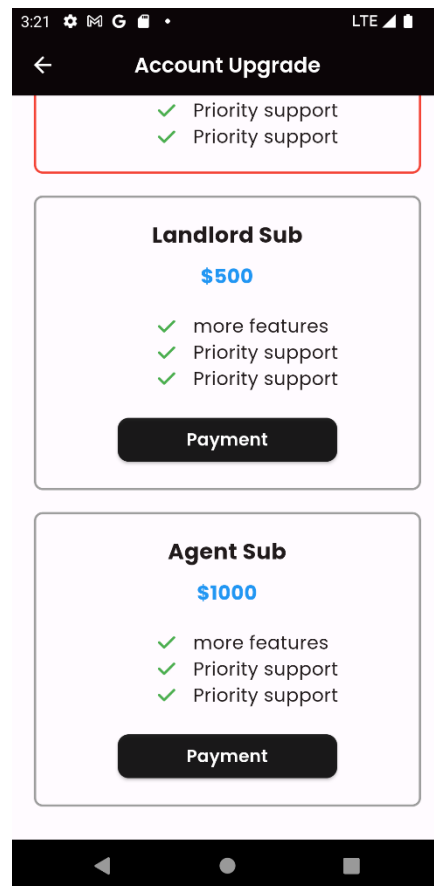 3:21 G LTE
Account Upgrade
Priority support
Priority support
Landlord Sub
$500
more features
Priority support
Priority support
Payment
Agent Sub
$1000
more features
Priority support
Priority support
Payment